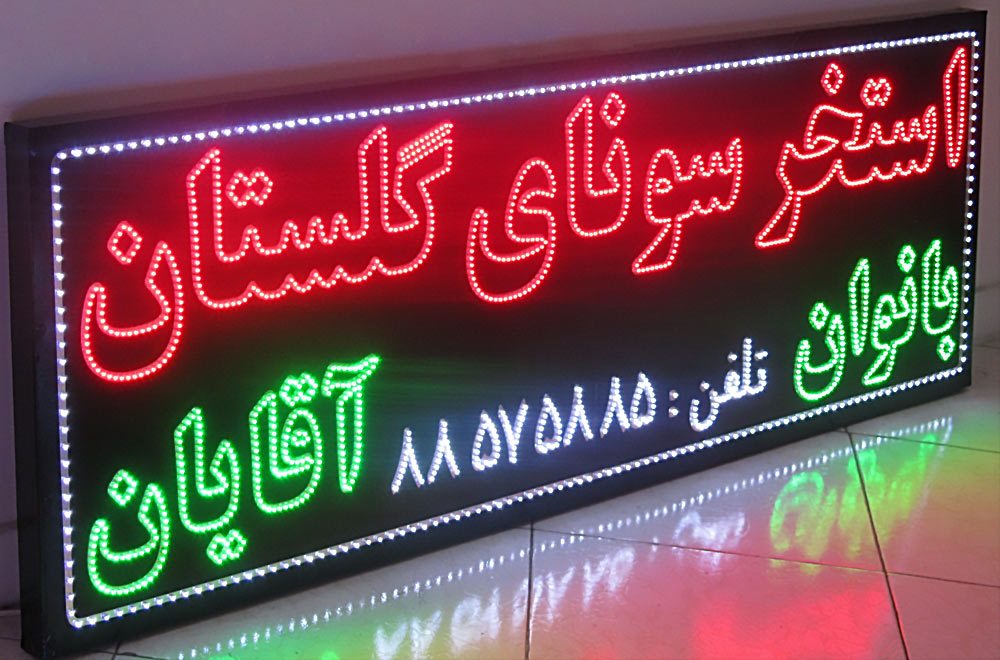 استخر سونای گلستان
بانوان تلفن: ۸۸۵۷۵۸۸۵ آقایان